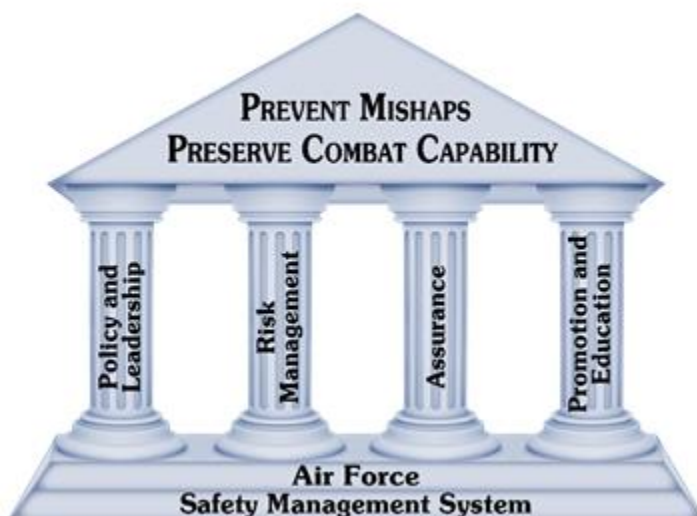 PREVENT MISHAPS
PRESERVE COMBAT CAPABILITY
Policy and
Leadership
Risk
Management
Assurance
Promotion and
Education
Air Force
Safety Management System